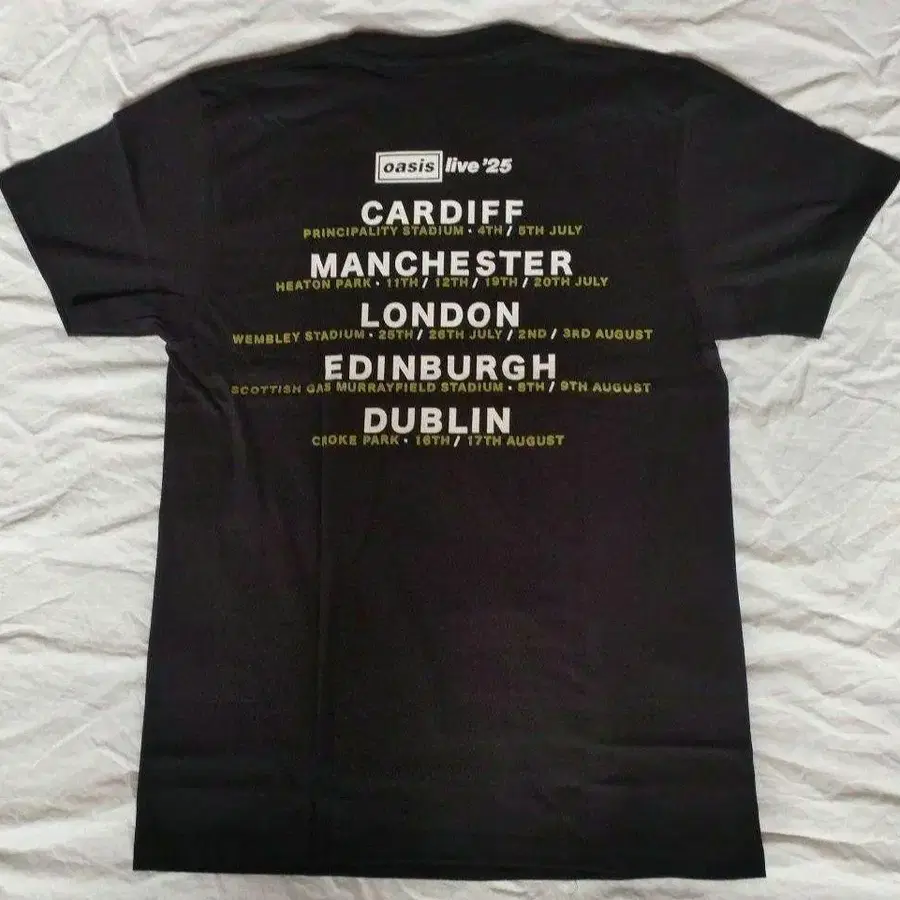 oasis live '25
CARDIFF
PRINCIPALITY STADIUM · 4TH / 5TH JULY
MANCHESTER
HEATON PARK · 11TH / 12TH / 19TH / 20TH JULY
LONDON
WEMBLEY STADIUM · 25TH / 26TH JULY / 2ND / 3RD AUGUST
EDINBURGH
SCOTTISH GAS MURRAYFIELD STADIUM · 8TH / 9TH AUGUST
DUBLIN
CROKE PARK · 16TH / 17TH AUGUST